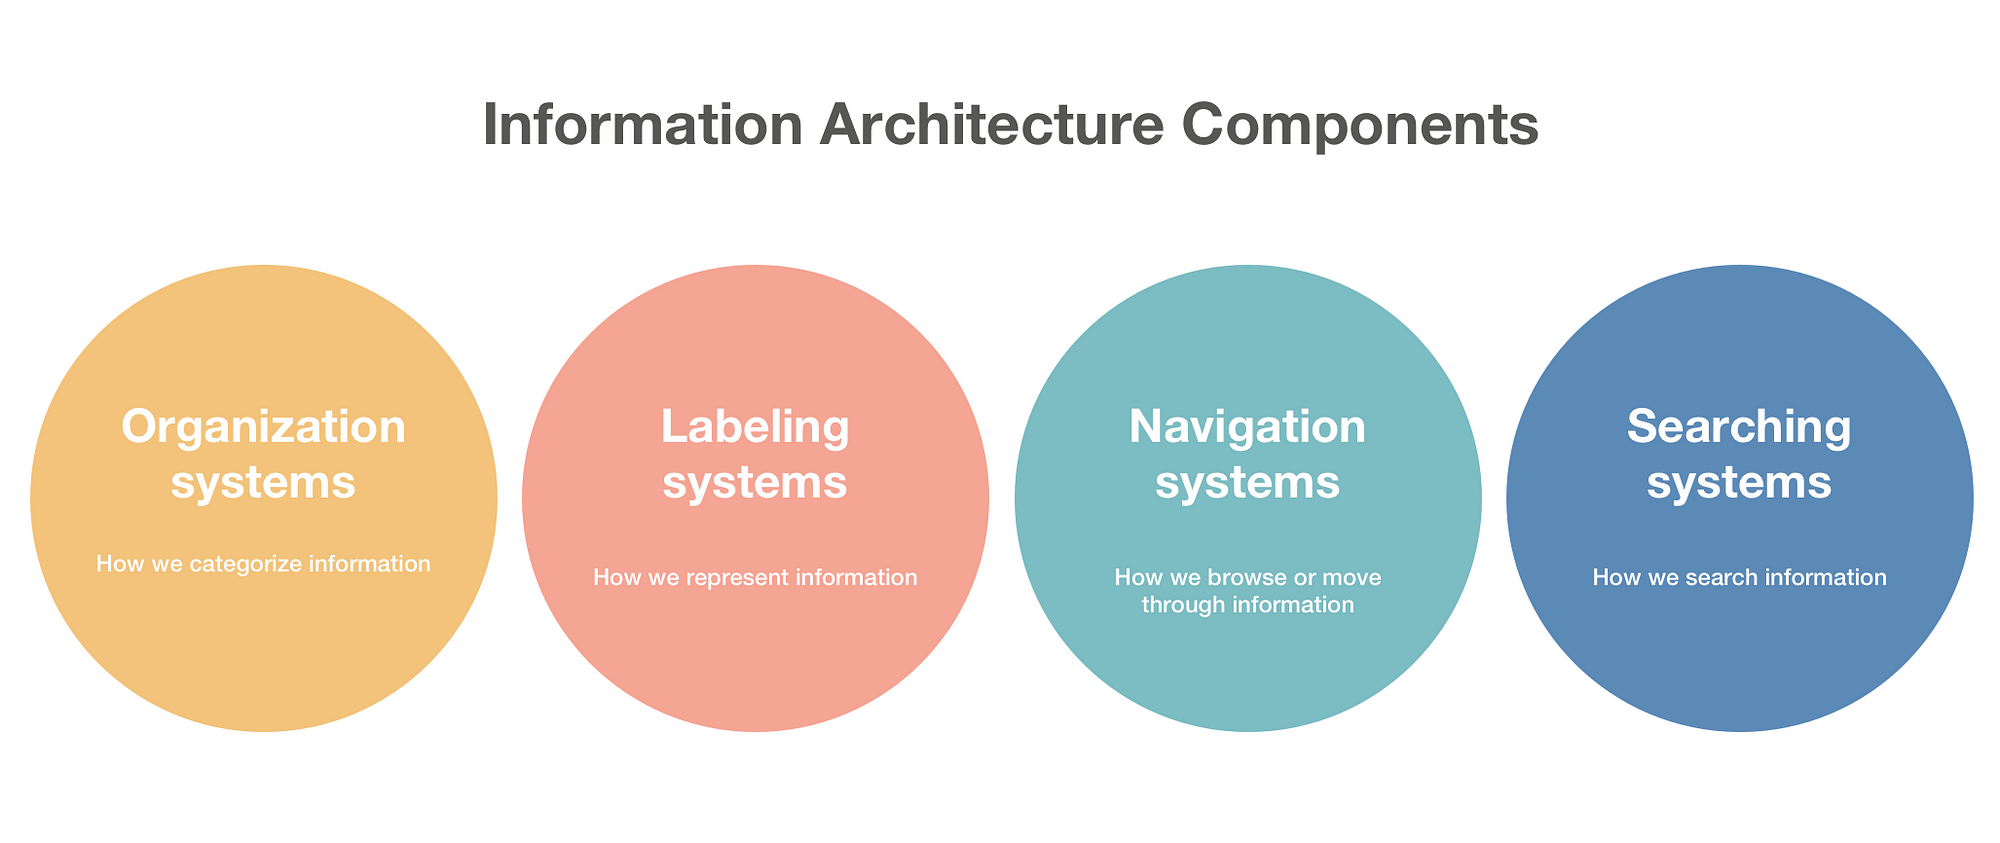 Information Architecture Components
Organization
systems
How we categorize information
Labeling
systems
How we represent information
Navigation
systems
How we browse or move
through information
Searching
systems
How we search information